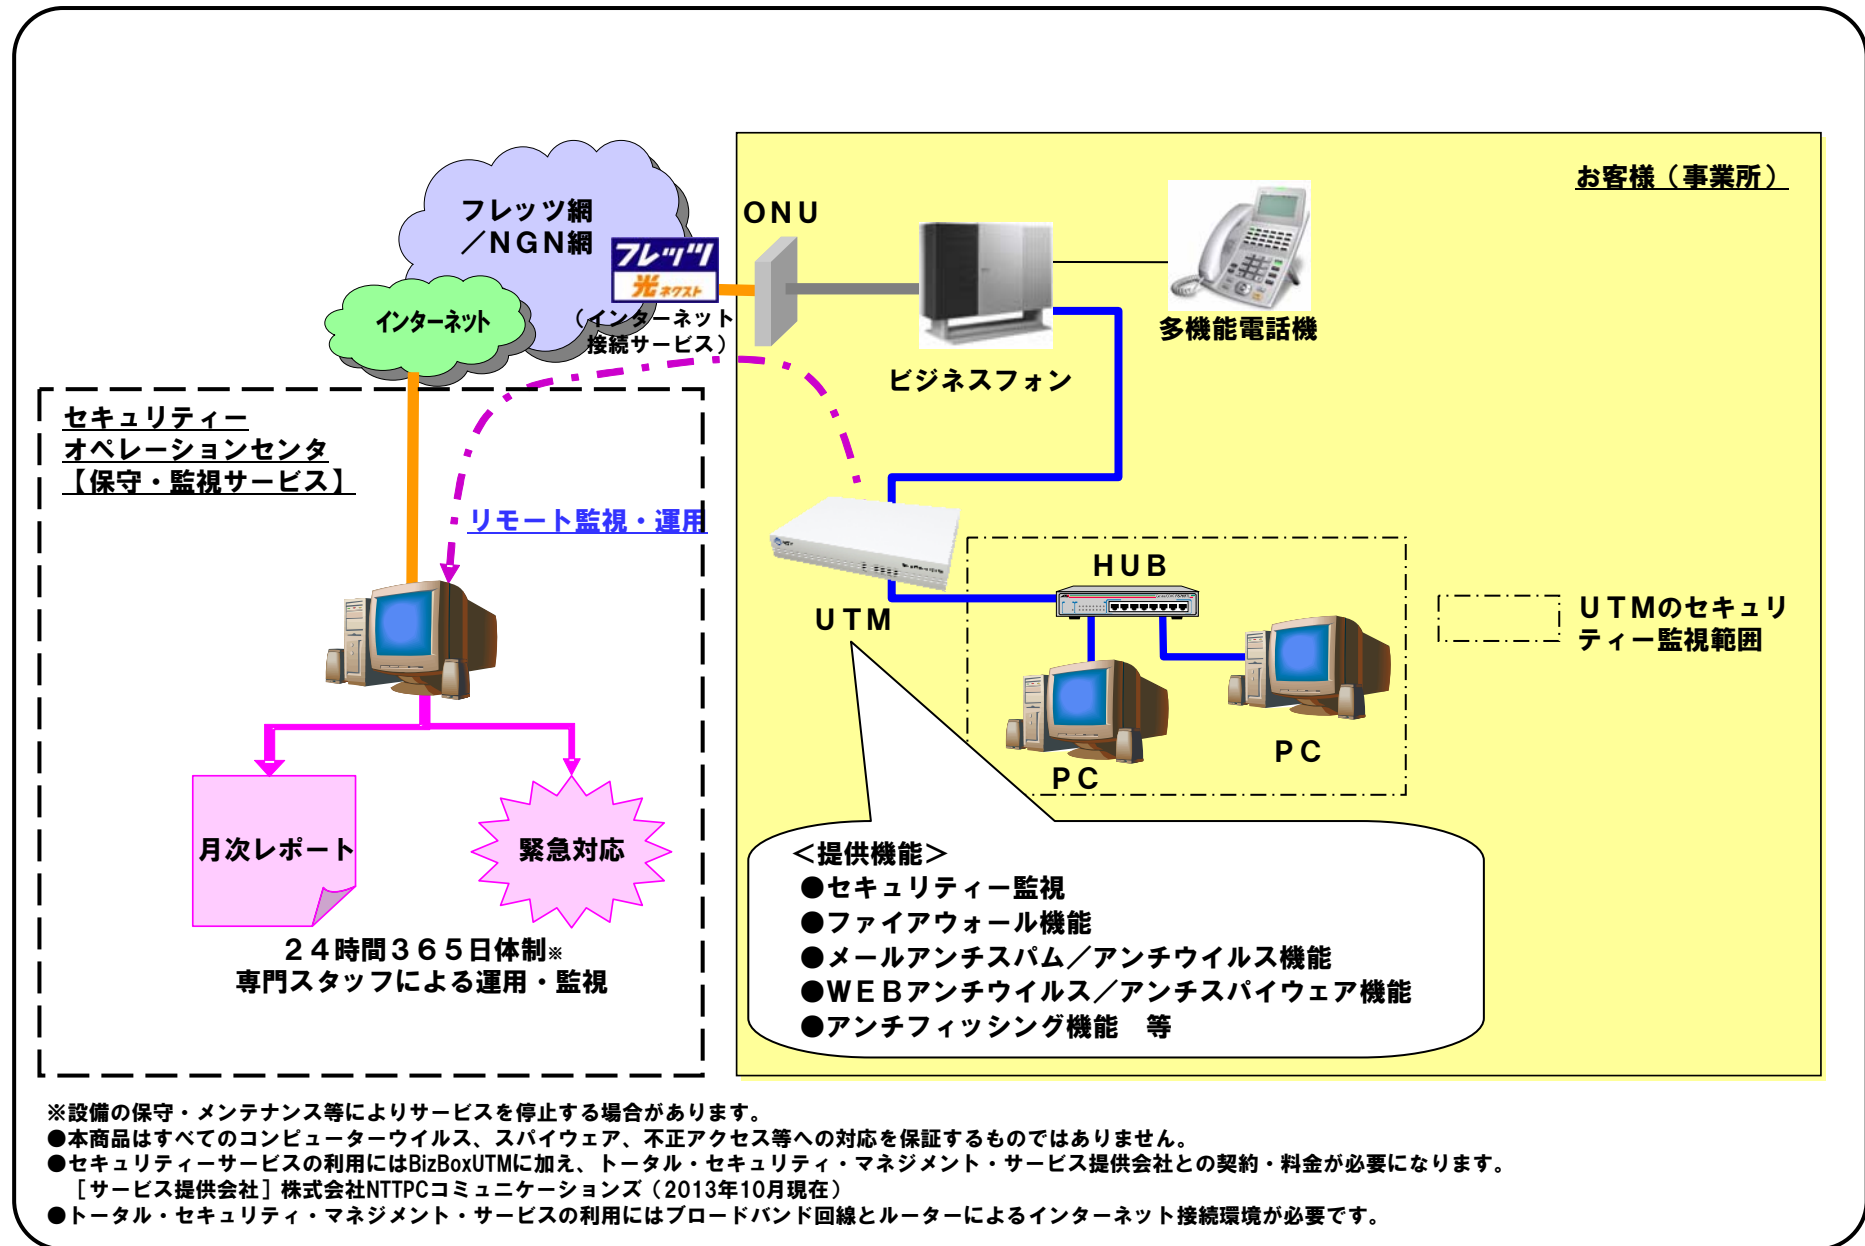 お客様（事業所）
フレッツ網
／ＮＧＮ網
フレッツ
光ネクスト
（インターネット
接続サービス）
インターネット
ＯＮＵ
ビジネスフォン
多機能電話機
セキュリティー
オペレーションセンタ
【保守・監視サービス】
リモート監視・運用
ＵＴＭ
ＨＵＢ
ＰＣ
ＰＣ
ＵＴＭのセキュリ
ティー監視範囲
月次レポート
緊急対応
２４時間３６５日体制※
専門スタッフによる運用・監視
＜提供機能＞
●セキュリティー監視
●ファイアウォール機能
●メールアンチスパム／アンチウイルス機能
●ＷＥＢアンチウイルス／アンチスパイウェア機能
●アンチフィッシング機能　等
※設備の保守・メンテナンス等によりサービスを停止する場合があります。
●本商品はすべてのコンピューターウイルス、スパイウェア、不正アクセス等への対応を保証するものではありません。
●セキュリティーサービスの利用にはBizBoxUTMに加え、トータル・セキュリティ・マネジメント・サービス提供会社との契約・料金が必要になります。
［サービス提供会社］株式会社NTTPCコミュニケーションズ（2013年10月現在）
●トータル・セキュリティ・マネジメント・サービスの利用にはブロードバンド回線とルーターによるインターネット接続環境が必要です。